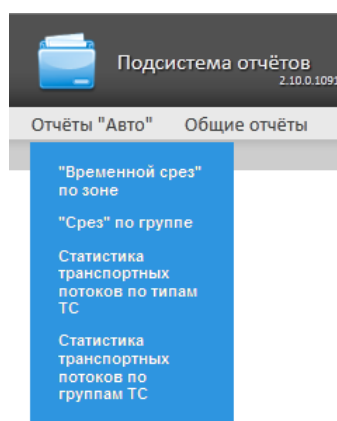 Подсистема отчётов
2.10.0.1091
Отчёты "Авто" Общие отчёты
"Временной срез"
по зоне
"Срез" по группе
Статистика
транспортных
потоков по типам
ТС
Статистика
транспортных
потоков по
группам ТС